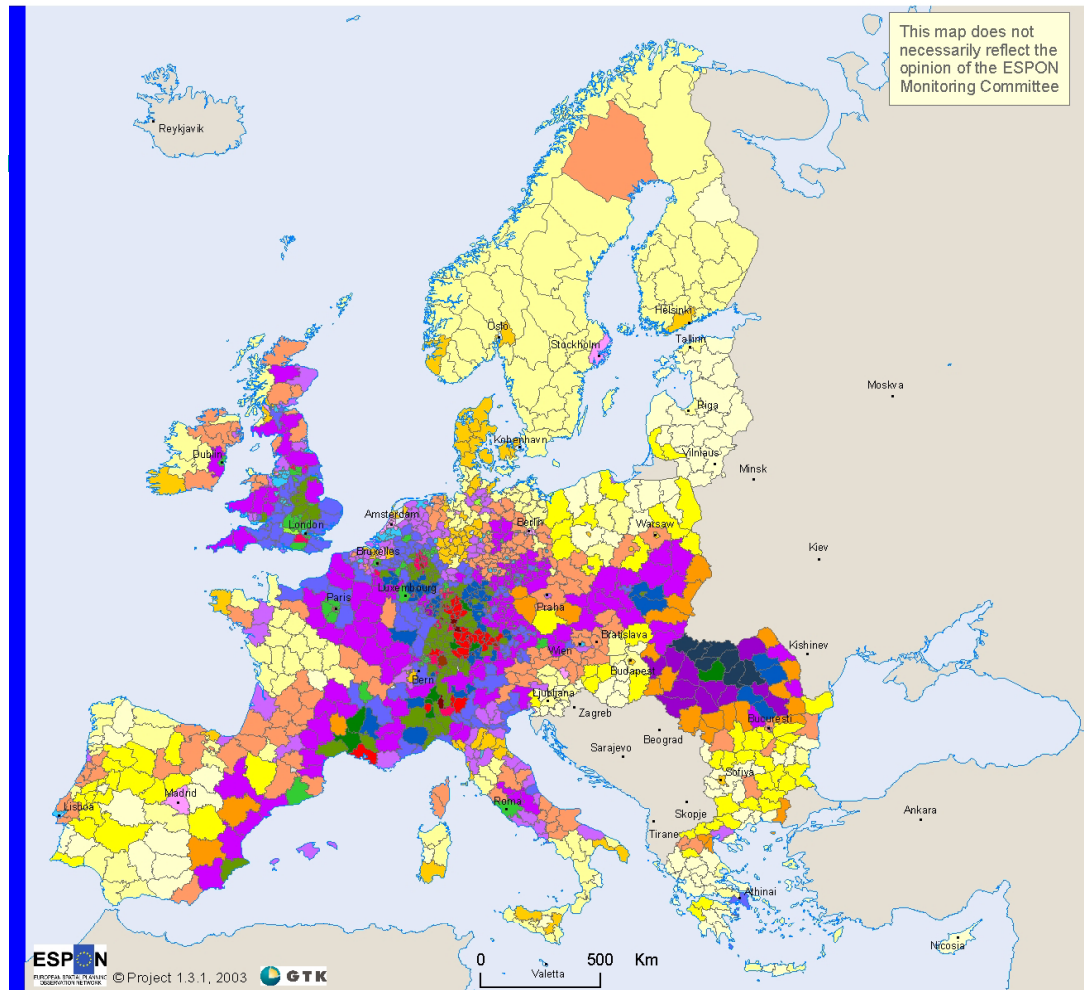 This map does not
necessarily reflect the
opinion of the ESPON
Monitoring Committee
Reykjavik
Helsinki
Oslo
Stockholm
Tallinn
Moskva
Riga
København
Dublin
Vilniaus
Minsk
Amsterdam
London
Berlin
Warsaw
Bruxelles
Kiev
Luxembourg
Paris
Praha
Bratislava
Wien
Kishinev
Budapest
Bern
Ljubljana
Zagreb
Bucuresti
Beograd
Sarajevo
Sofiya
Madrid
Roma
Lisboa
Skopje
Ankara
Tirane
Athinai
Nicosia
ESPON
EUROPEAN SPATIAL PLANNING
OBSERVATION NETWORK
© Project 1.3.1, 2003
GTK
0 500 Km
Valetta